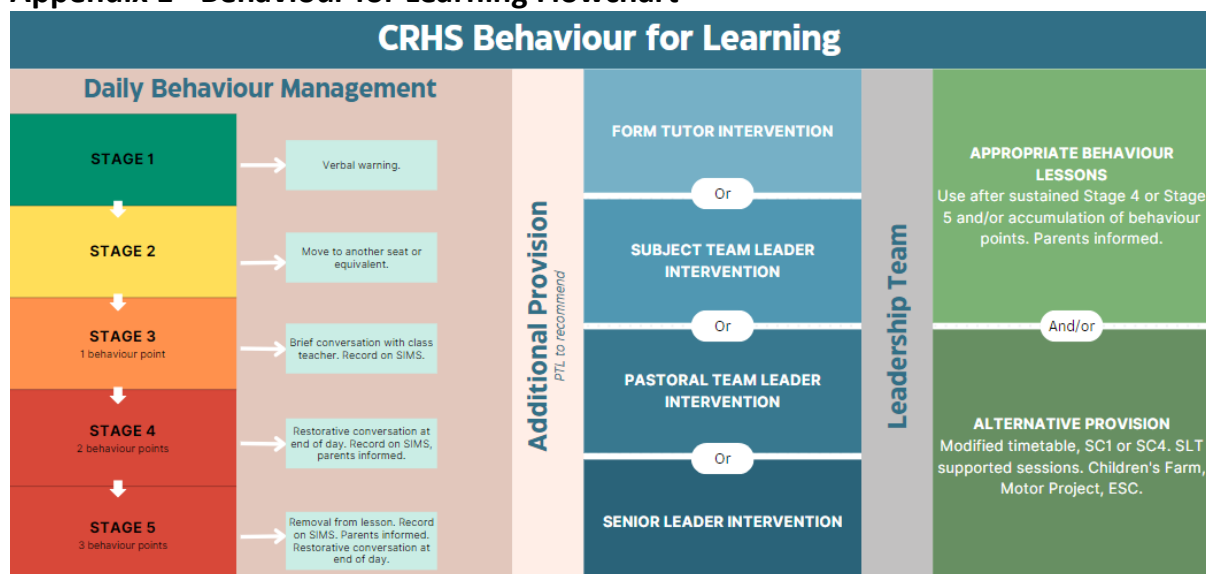 Appendix 1 - Behaviour for Learning Flowchart
CRHS Behaviour for Learning
Daily Behaviour Management
STAGE 1
Verbal warning.
STAGE 2
Move to another seat or
equivalent.
STAGE 3
1 behaviour point
Brief conversation with class
teacher. Record on SIMS.
STAGE 4
2 behaviour points
Restorative conversation at
end of day. Record on SIMS,
parents informed.
STAGE 5
3 behaviour points
Removal from lesson. Record
on SIMS. Parents informed.
Restorative conversation at
end of day.
Additional Provision
PTL to recommend
FORM TUTOR INTERVENTION
Or
SUBJECT TEAM LEADER
INTERVENTION
Or
PASTORAL TEAM LEADER
INTERVENTION
Or
SENIOR LEADER INTERVENTION
Leadership Team
APPROPRIATE BEHAVIOUR
LESSONS
Use after sustained Stage 4 or Stage
5 and/or accumulation of behaviour
points. Parents informed.
And/or
ALTERNATIVE PROVISION
Modified timetable, SC1 or SC4. SLT
supported sessions. Children's Farm,
Motor Project, ESC.